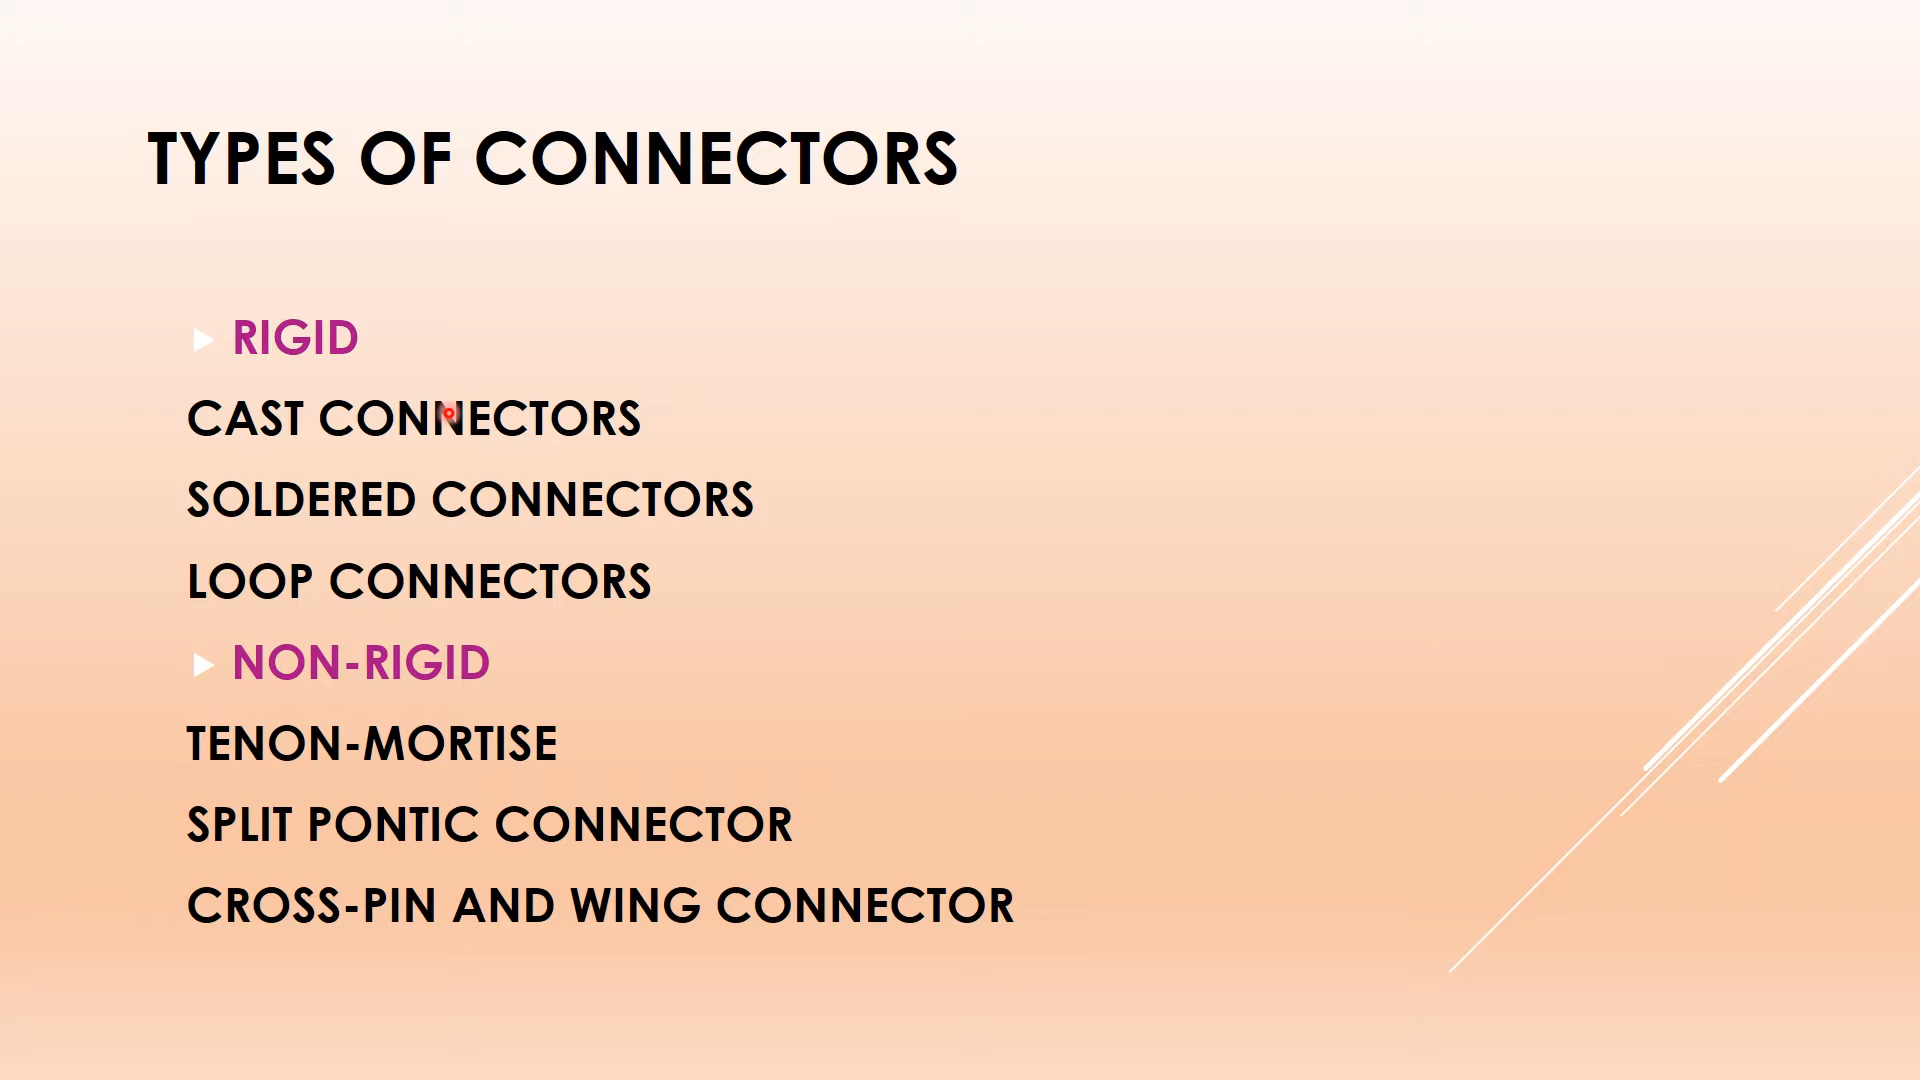 TYPES OF CONNECTORS
RIGID
CAST CONNECTORS
SOLDERED CONNECTORS
LOOP CONNECTORS
NON-RIGID
TENON-MORTISE
SPLIT PONTIC CONNECTOR
CROSS-PIN AND WING CONNECTOR